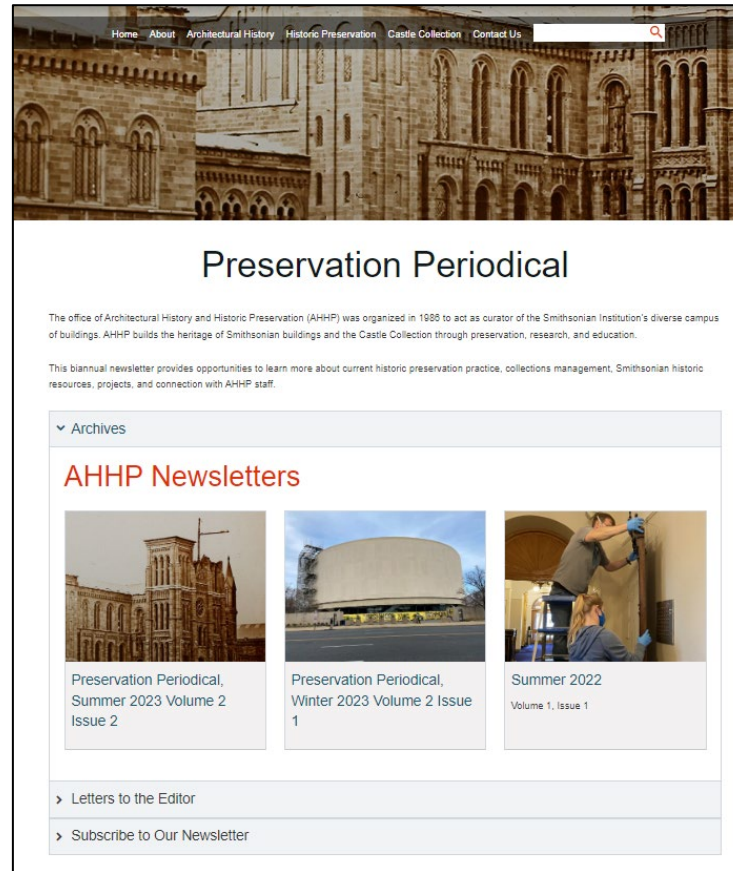 Home About Architectural History Historic Preservation Castle Collection Contact Us
Preservation Periodical
The office of Architectural History and Historic Preservation (AHHP) was organized in 1986 to act as curator of the Smithsonian Institution's diverse campus
of buildings. AHHP builds the heritage of Smithsonian buildings and the Castle Collection through preservation, research, and education.
This biannual newsletter provides opportunities to learn more about current historic preservation practice, collections management, Smithsonian historic
resources, projects, and connection with AHHP staff.
Archives
AHHP Newsletters
Preservation Periodical,
Summer 2023 Volume 2
Issue 2
Preservation Periodical,
Winter 2023 Volume 2 Issue
1
Summer 2022
Volume 1, Issue 1
Letters to the Editor
Subscribe to Our Newsletter